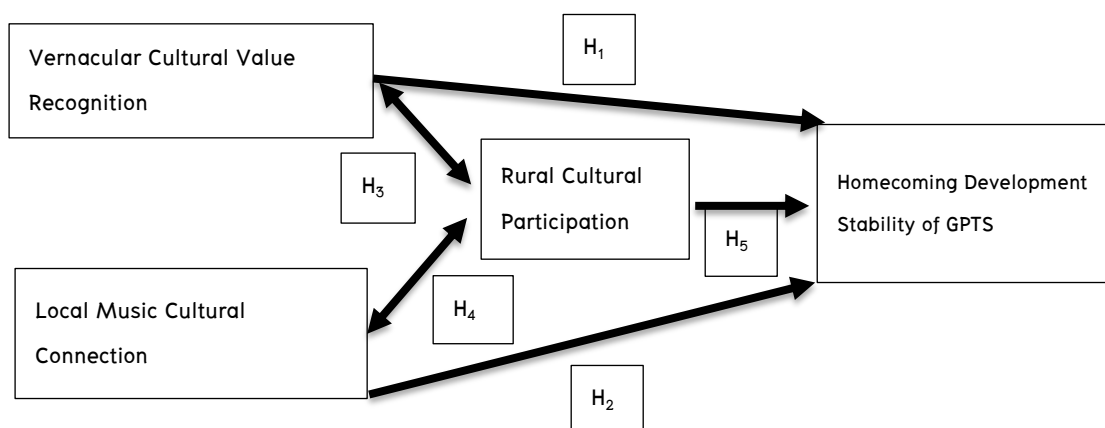 Vernacular Cultural Value
Recognition
H₁
H₃
Rural Cultural
Participation
Homecoming Development
Stability of GPTS
H₅
Local Music Cultural
Connection
H₄
H₂